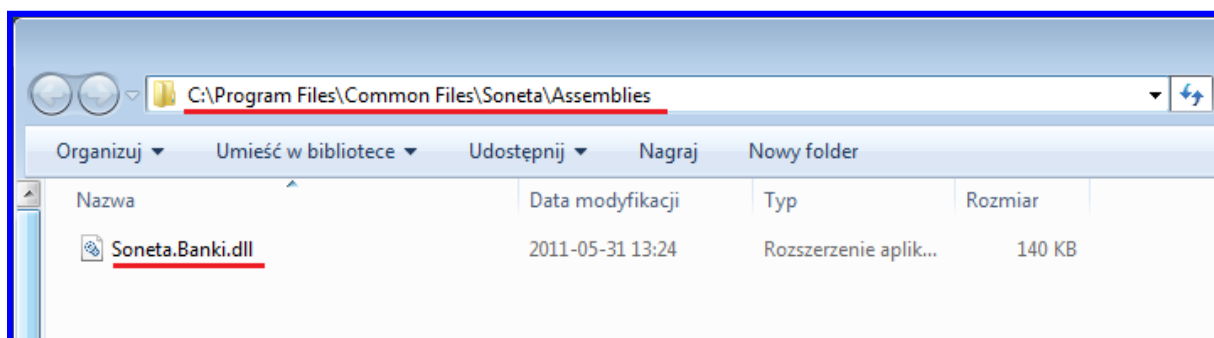 C:\Program Files\Common Files\Soneta\Assemblies
Organizuj Umieść w bibliotece Udostępnij Nagraj Nowy folder
Nazwa Data modyfikacji Typ Rozmiar
Soneta.Banki.dll 2011-05-31 13:24 Rozszerzenie aplik... 140 KB